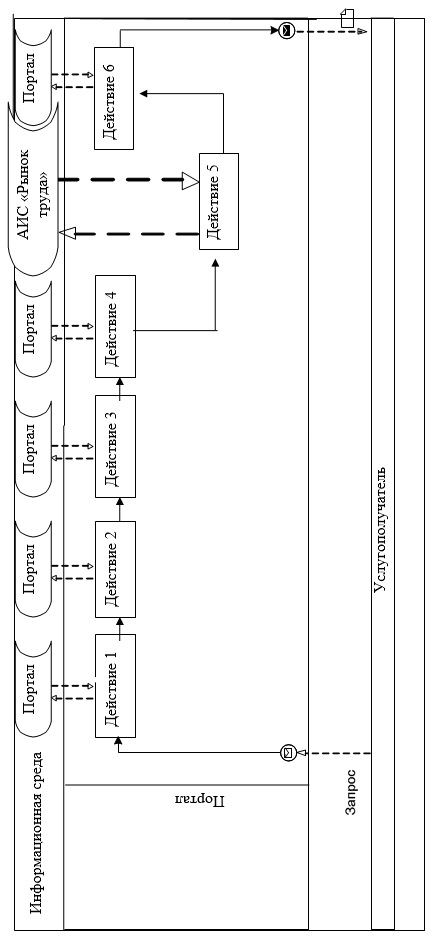 Информационная среда
Портал
Портал
Портал
Портал
АИС «Рынок
труда»
Портал
Действие 1
Действие 2
Действие 3
Действие 4
Действие 5
Действие 6
Портал
Запрос
Услугополучатель